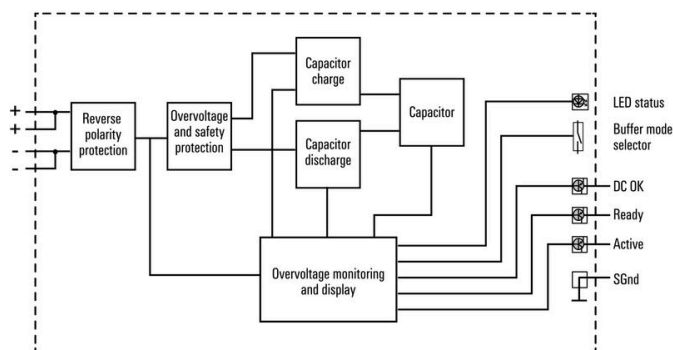 +
+
-
-
Reverse
polarity
protection
Overvoltage
and safety
protection
Capacitor
charge
Capacitor
discharge
Capacitor
Overvoltage monitoring
and display
LED status
Buffer mode
selector
DC OK
Ready
Active
SGnd